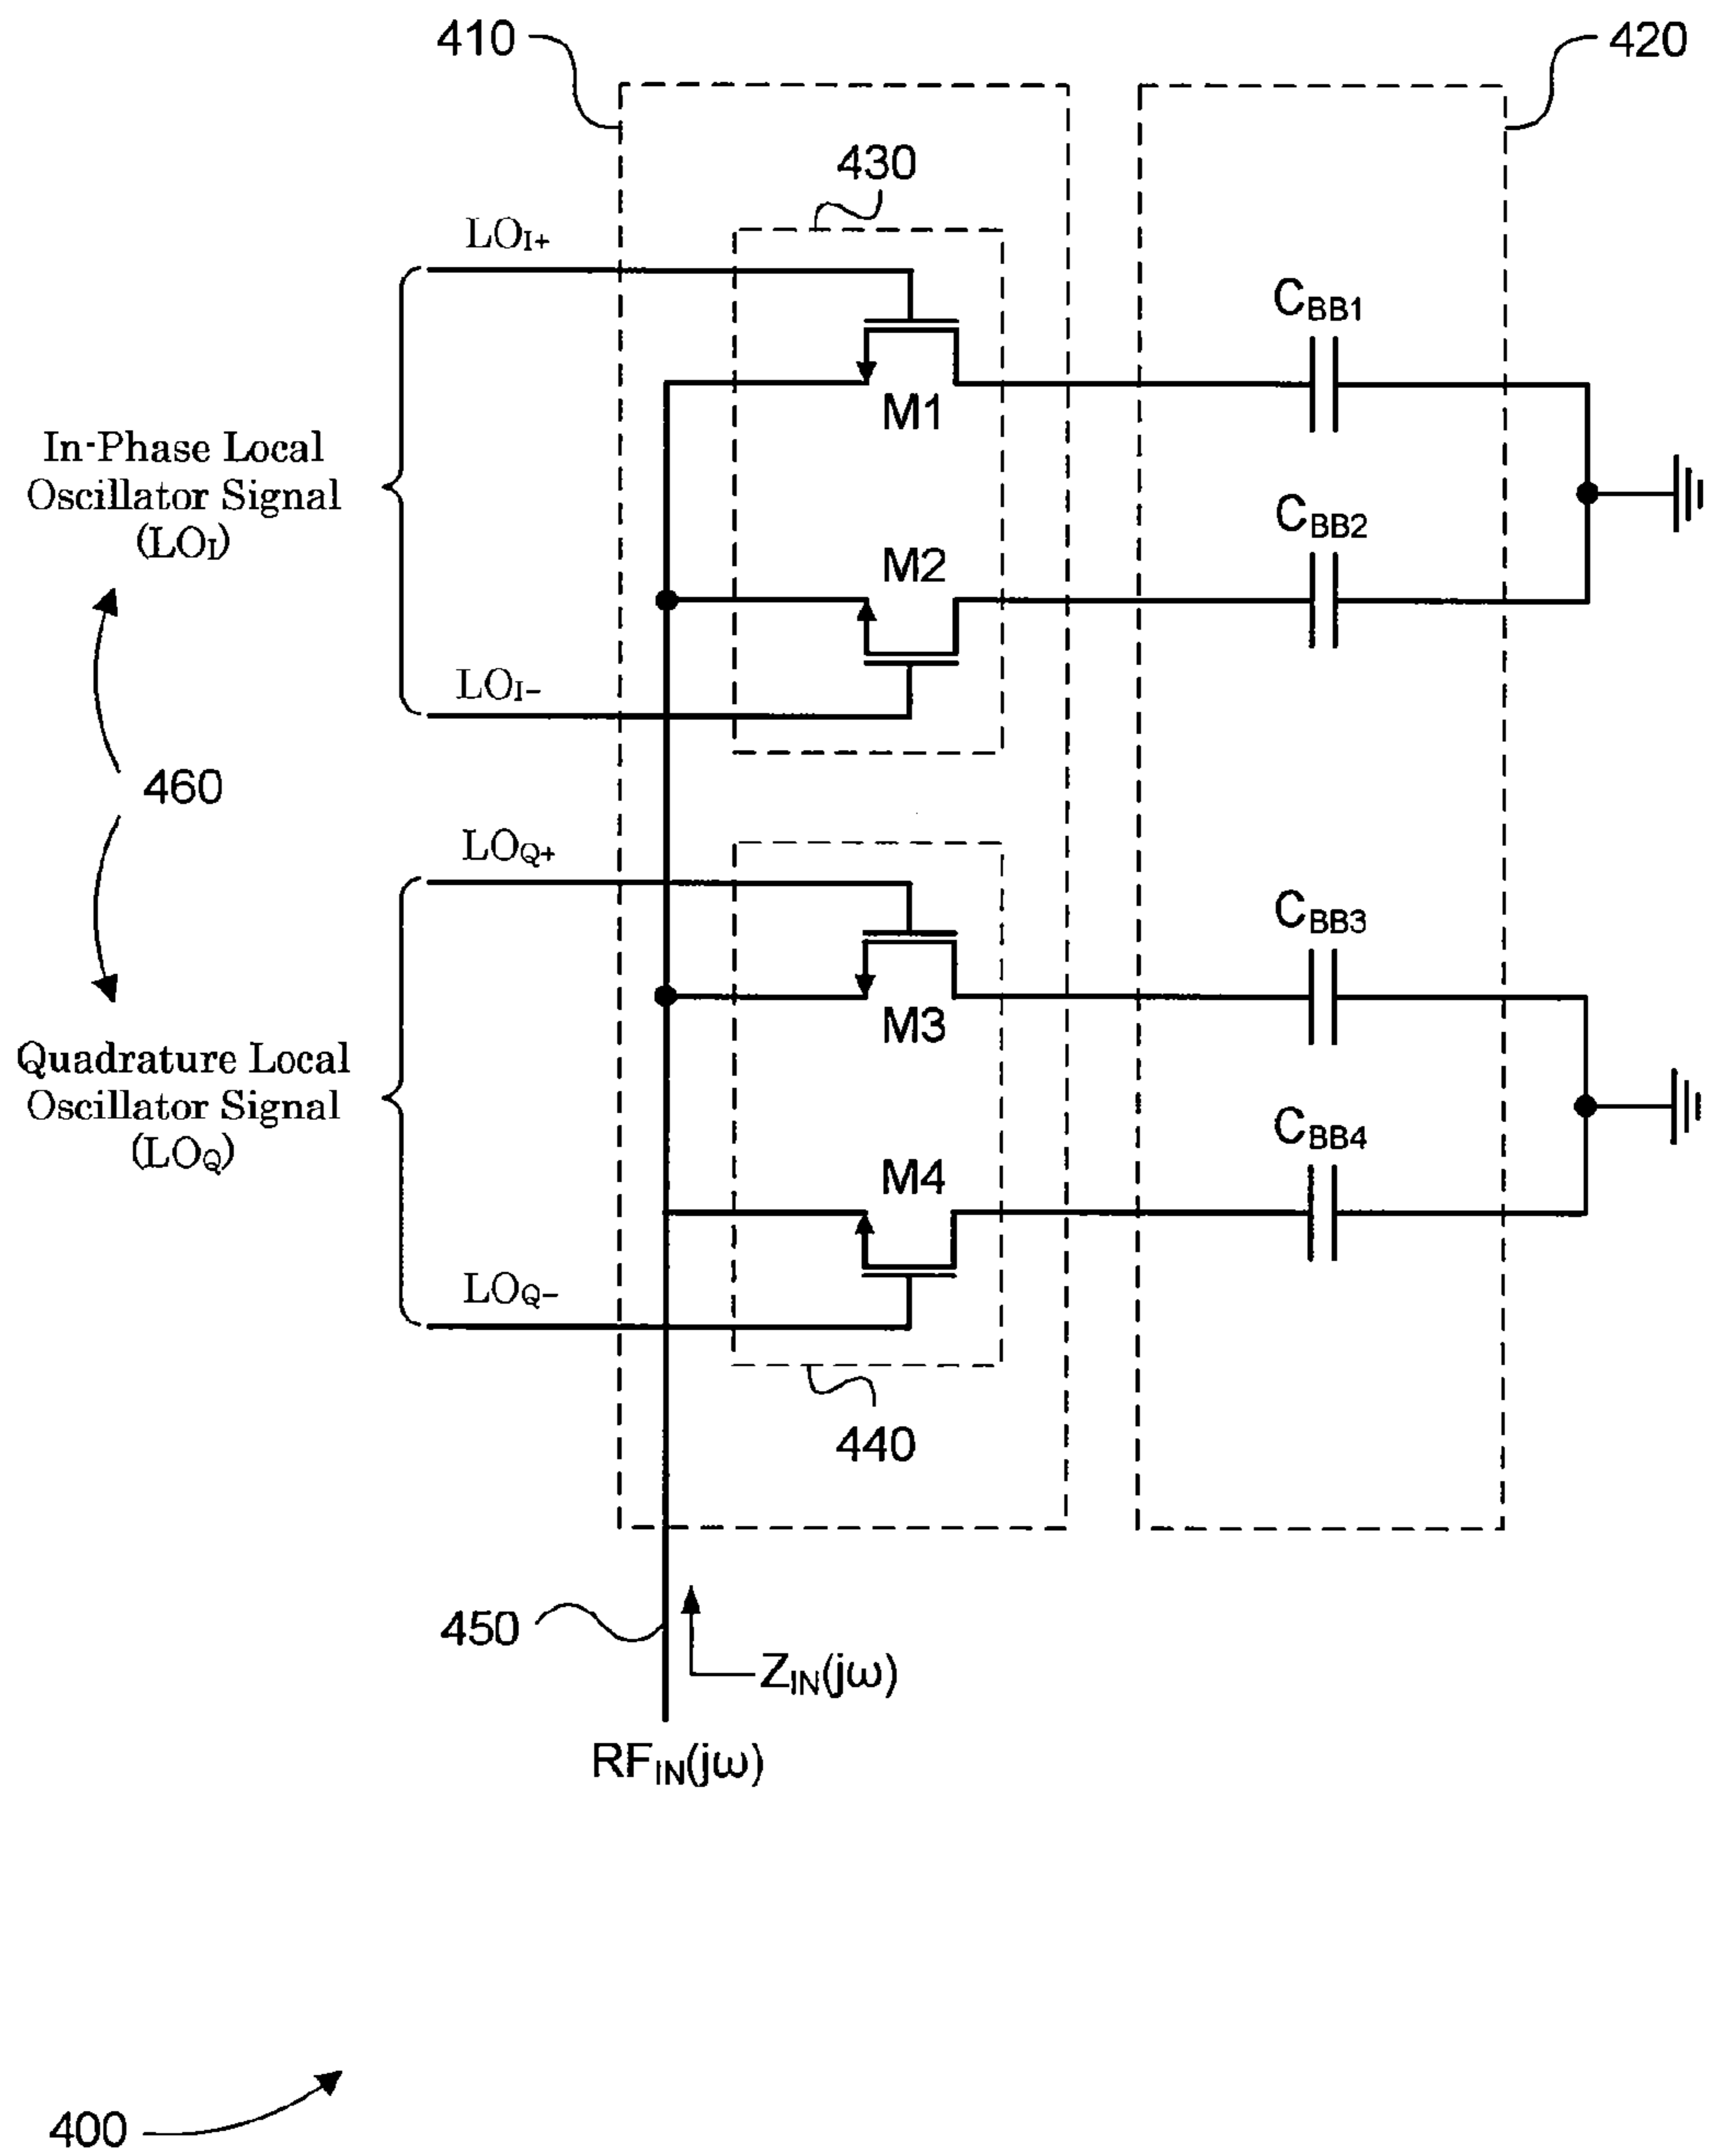 410
420
430
LOI+
CBB1
M1
In-Phase Local
Oscillator Signal
(LOI)
CBB2
M2
LOI–
460
LOQ+
CBB3
M3
Quadrature Local
Oscillator Signal
(LOQ)
CBB4
M4
LOQ–
440
450
ZIN(jω)
RFIN(jω)
400